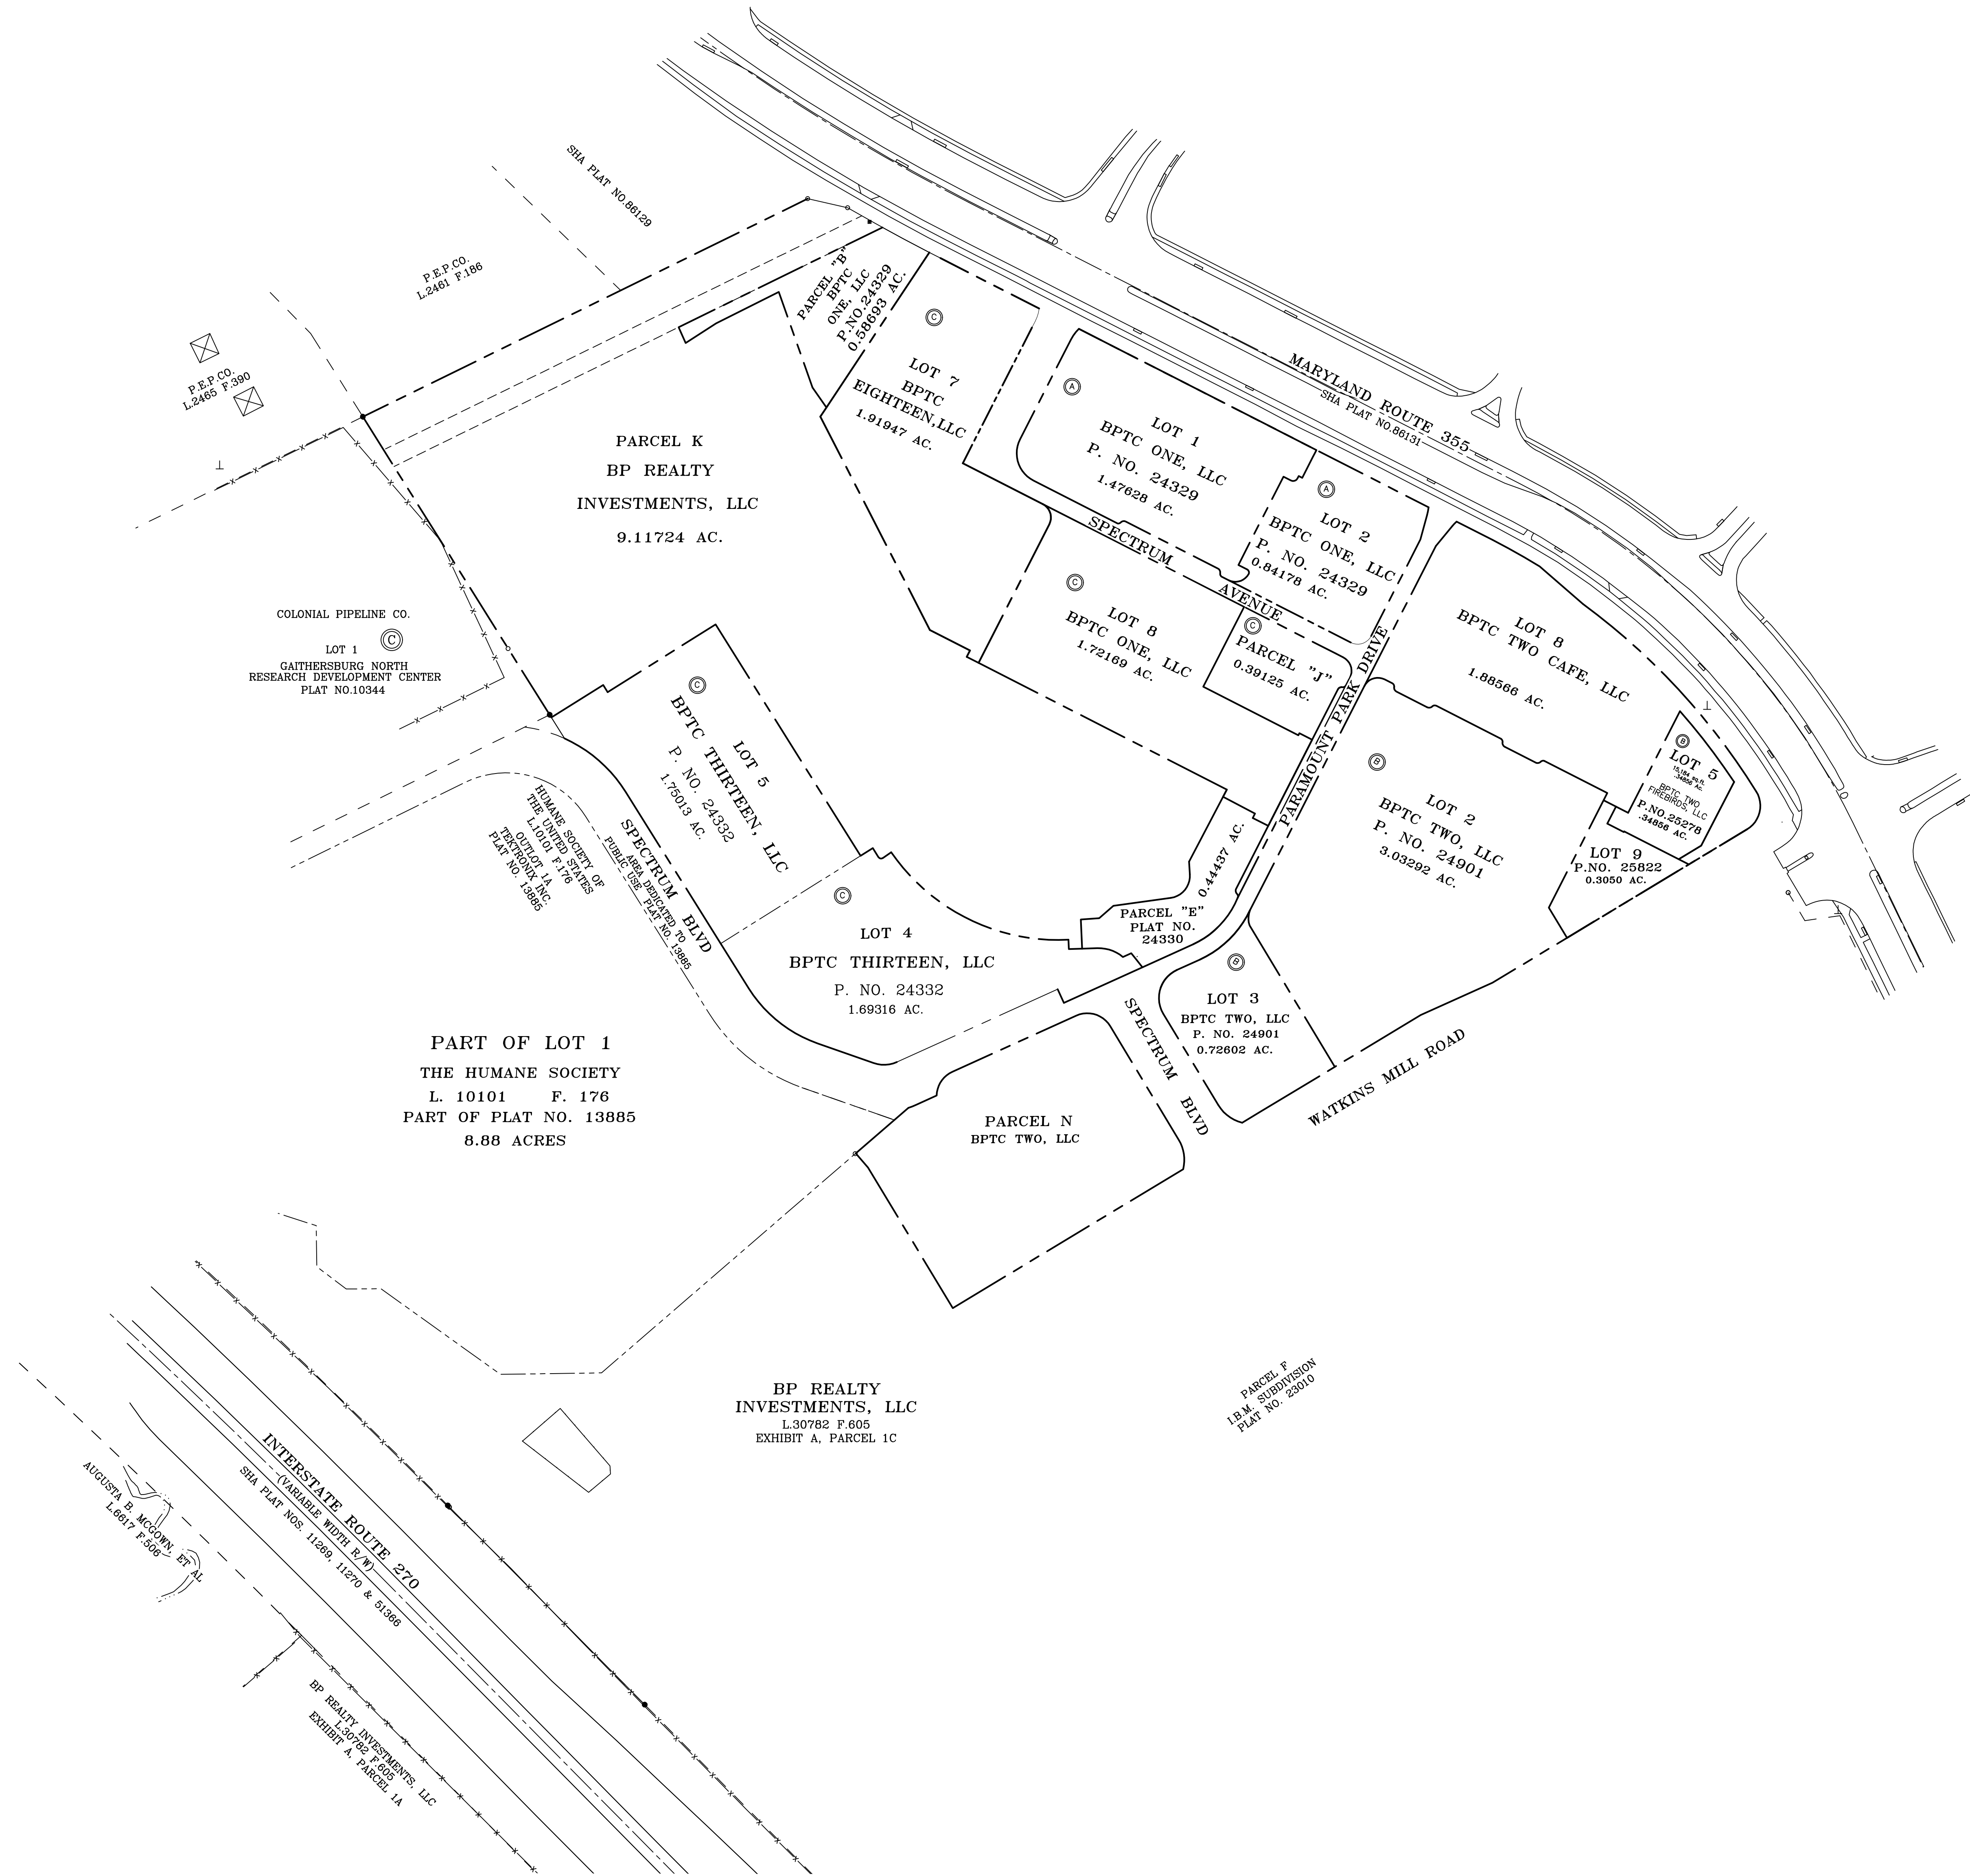 SHA PLAT NO.86129
P.E.P.CO.
L.2461 F.186
P.E.P.CO.
L.2465 F.390
PARCEL "B"
BPTC
ONE, LLC
P.NO.24329
0.58693 AC.
C
LOT 7
BPTC
EIGHTEEN,LLC
1.91947 AC.
MARYLAND ROUTE 355
SHA PLAT NO.86131
A
LOT 1
BPTC ONE, LLC
P. NO. 24329
1.47628 AC.
A
LOT 2
BPTC ONE, LLC
P. NO. 24329
0.84178 AC.
PARCEL K
BP REALTY
INVESTMENTS, LLC
9.11724 AC.
SPECTRUM
AVENUE
C
LOT 8
BPTC ONE, LLC
1.72169 AC.
C
PARCEL "J"
0.39125 AC.
PARAMOUNT PARK DRIVE
LOT 8
BPTC TWO CAFE, LLC
1.88566 AC.
B
LOT 5
15,184 sq.ft.
.34856 Ac.
BPTC TWO
FIREBIRDS, LLC
P.NO.25278
.34856 AC.
B
LOT 2
BPTC TWO, LLC
P. NO. 24901
3.03292 AC.
LOT 9
P.NO. 25822
0.3050 AC.
COLONIAL PIPELINE CO.
C
LOT 1
GAITHERSBURG NORTH
RESEARCH DEVELOPMENT CENTER
PLAT NO.10344
C
LOT 5
BPTC THIRTEEN, LLC
P. NO. 24332
1.75013 AC.
HUMANE SOCIETY OF
THE UNITED STATES
L.10101 F.176
OUTLOT 1A
TEKTRONIX INC.
PLAT NO. 13885
SPECTRUM BLVD
AREA DEDICATED TO
PUBLIC USE PLAT NO. 13885
C
LOT 4
BPTC THIRTEEN, LLC
P. NO. 24332
1.69316 AC.
0.44437 AC.
PARCEL "E"
PLAT NO.
24330
B
LOT 3
BPTC TWO, LLC
P. NO. 24901
0.72602 AC.
SPECTRUM BLVD
WATKINS MILL ROAD
PART OF LOT 1
THE HUMANE SOCIETY
L. 10101 F. 176
PART OF PLAT NO. 13885
8.88 ACRES
PARCEL N
BPTC TWO, LLC
BP REALTY
INVESTMENTS, LLC
L.30782 F.605
EXHIBIT A, PARCEL 1C
PARCEL F
I.B.M. SUBDIVISION
PLAT NO. 23010
INTERSTATE ROUTE 270
(VARIABLE WIDTH R/W)
SHA PLAT NOS. 11269, 11270 & 51366
AUGUSTA B. MCGOWN, ET AL
L.6617 F.506
BP REALTY INVESTMENTS, LLC
L.30782 F.605
EXHIBIT A, PARCEL 1A